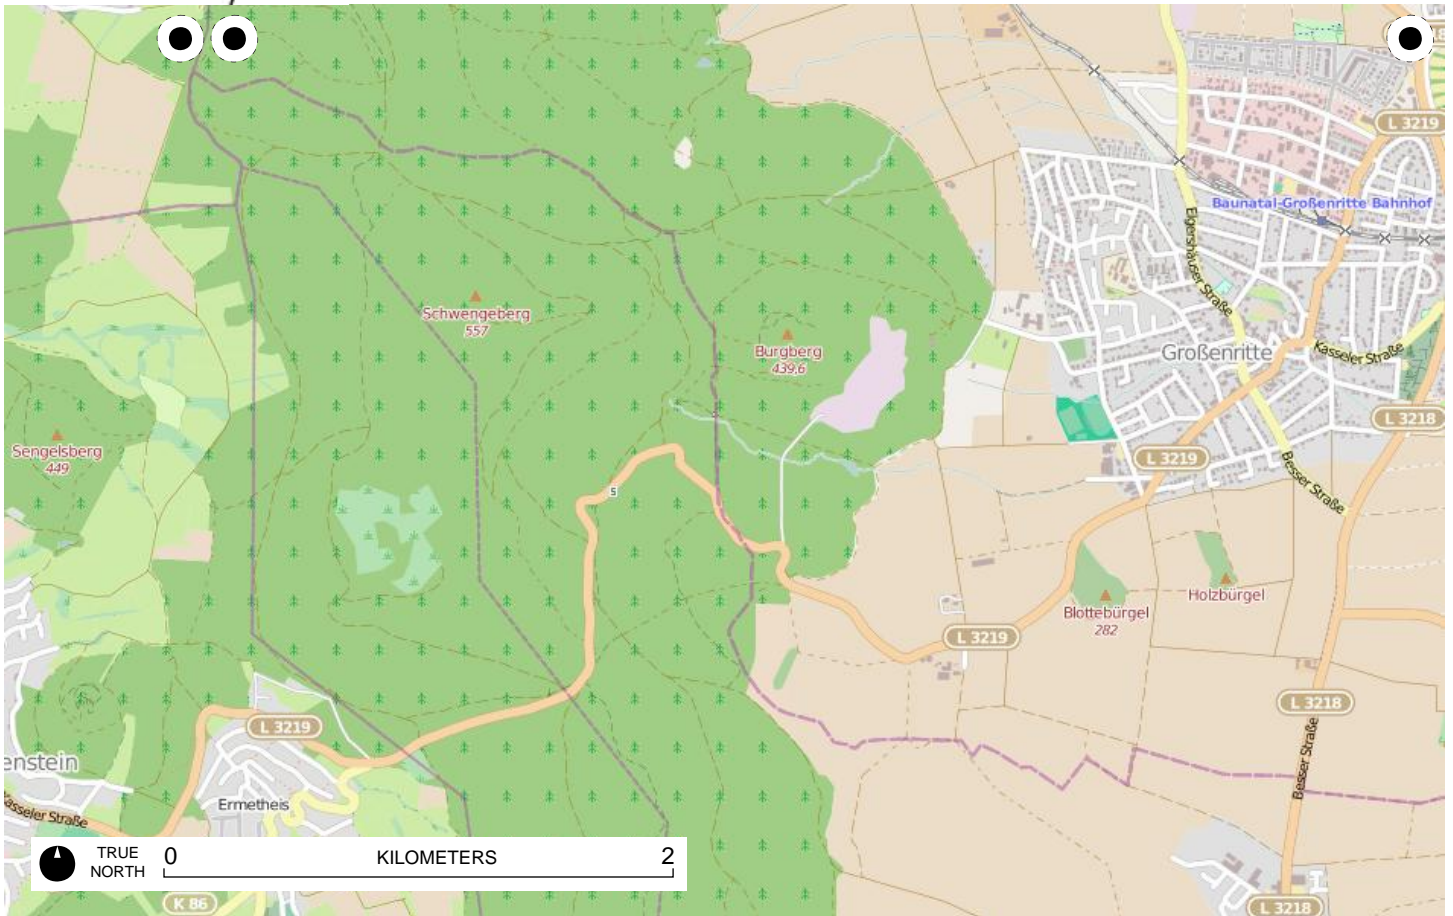 L 3219
Baunatal-Großenritte Bahnhof
Elgershäuser Straße
Schwengeberg
557
Burgberg
439,6
Großenritte
Kasseler Straße
L 3218
Sengelsberg
449
L 3219
Besser Straße
5
Holzbürgel
Blottebürgel
282
L 3219
L 3218
L 3219
enstein
Besser Straße
Ermetheis
Kasseler Straße
TRUE NORTH
0 KILOMETERS 2
K 86
L 3218